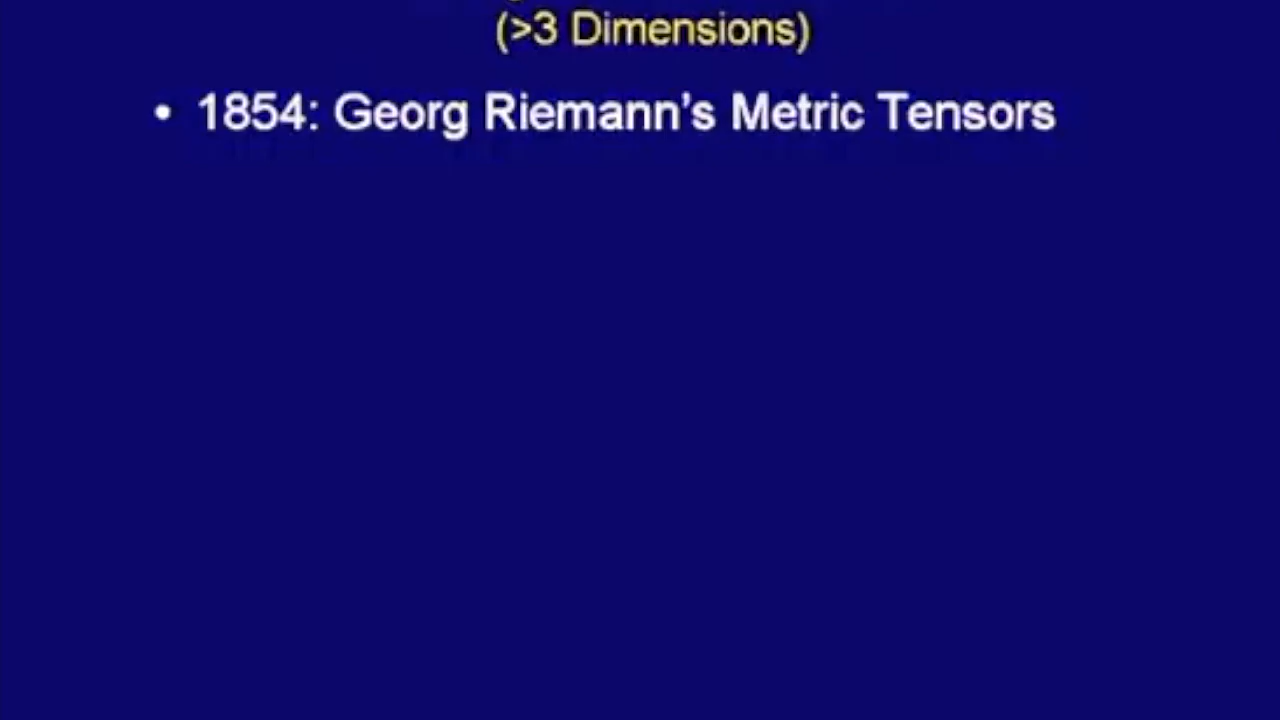 (>3 Dimensions)
• 1854: Georg Riemann's Metric Tensors